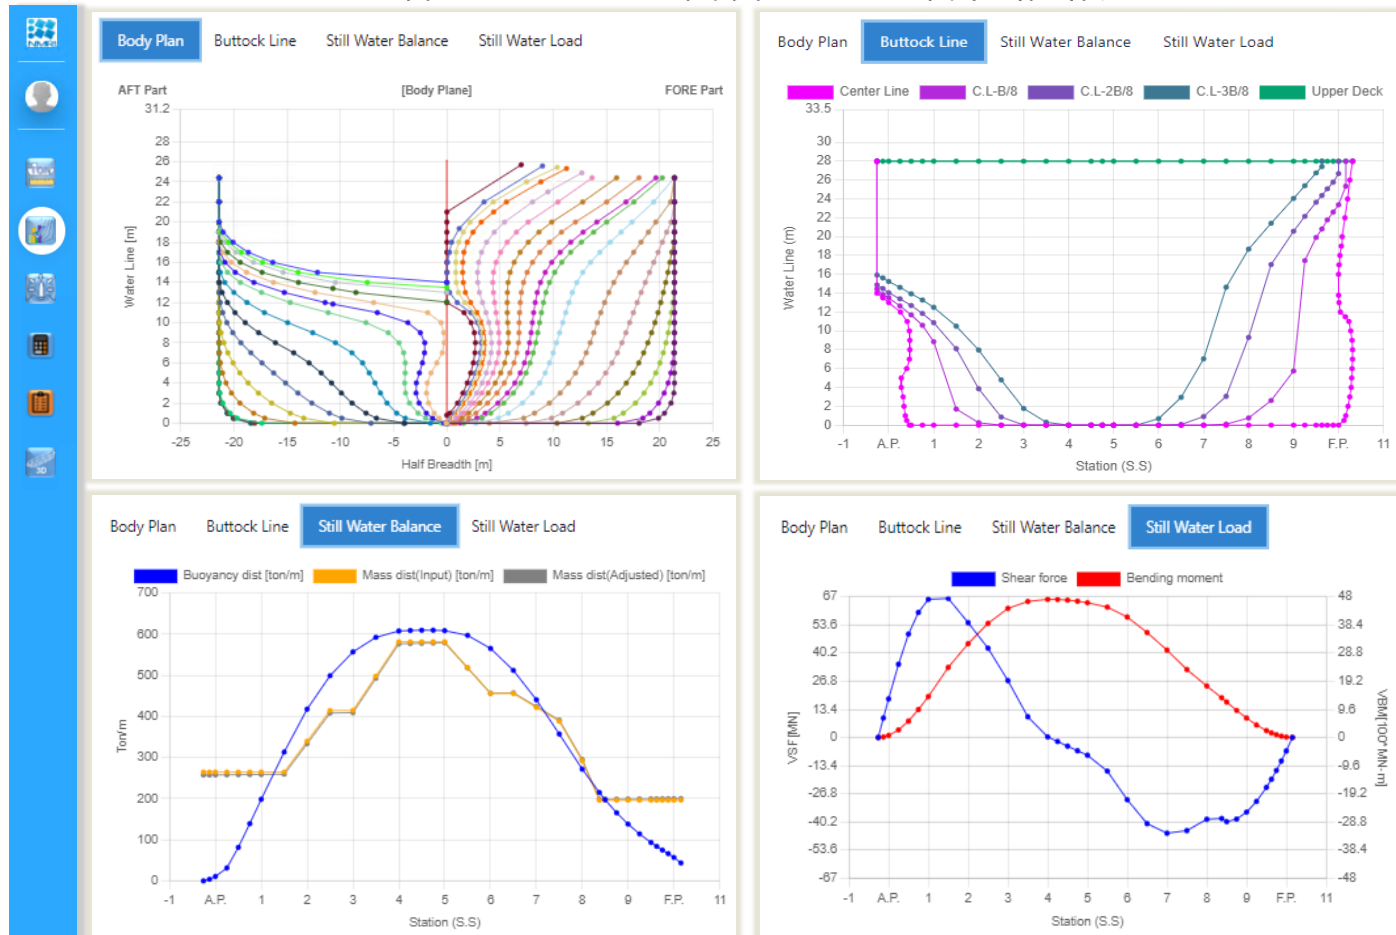 NMRI
Body Plan Buttock Line Still Water Balance Still Water Load
AFT Part [Body Plane] FORE Part
31.2
28
26
24
22
20
18
16
14
12
10
8
6
4
2
0
Water Line [m]
-25 -20 -15 -10 -5 0 5 10 15 20 25
Half Breadth [m]
Body Plan Buttock Line Still Water Balance Still Water Load
Center Line C.L-B/8 C.L-2B/8 C.L-3B/8 Upper Deck
33.5
30
28
26
24
22
20
18
16
14
12
10
8
6
4
2
0
Water Line (m)
-1 A.P. 1 2 3 4 5 6 7 8 9 F.P. 11
Station (S.S)
Body Plan Buttock Line Still Water Balance Still Water Load
Buoyancy dist [ton/m] Mass dist(Input) [ton/m] Mass dist(Adjusted) [ton/m]
700
600
500
400
300
200
100
0
Ton/m
-1 A.P. 1 2 3 4 5 6 7 8 9 F.P. 11
Station (S.S)
Body Plan Buttock Line Still Water Balance Still Water Load
Shear force Bending moment
67 48
53.6 38.4
40.2 28.8
26.8 19.2
13.4 9.6
0 0
-13.4 -9.6
-26.8 -19.2
-40.2 -28.8
-53.6 -38.4
-67 -48
VSF[MN]
VBM[100* MN-m]
-1 A.P. 1 2 3 4 5 6 7 8 9 F.P. 11
Station (S.S)
3D